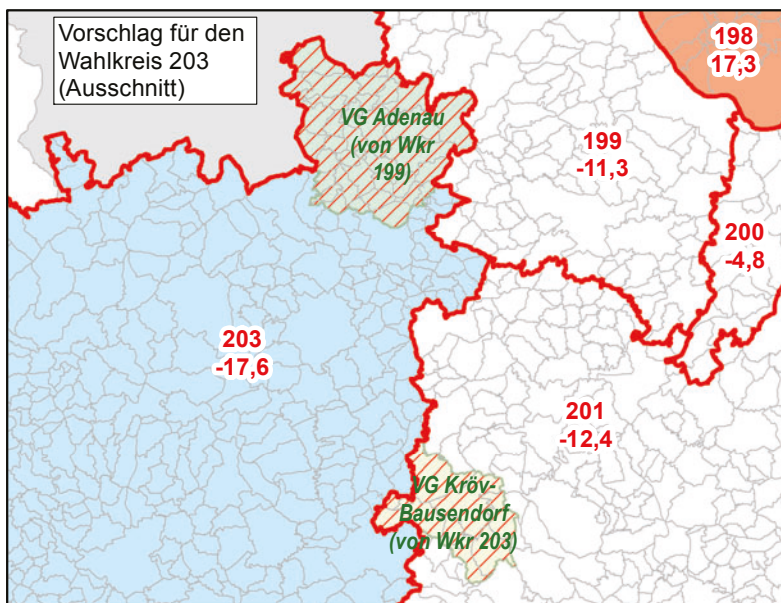 Vorschlag für den
Wahlkreis 203
(Ausschnitt)
198
17,3
VG Adenau
(von Wkr
199)
199
-11,3
200
-4,8
203
-17,6
201
-12,4
VG Kröv-
Bausendorf
(von Wkr 203)